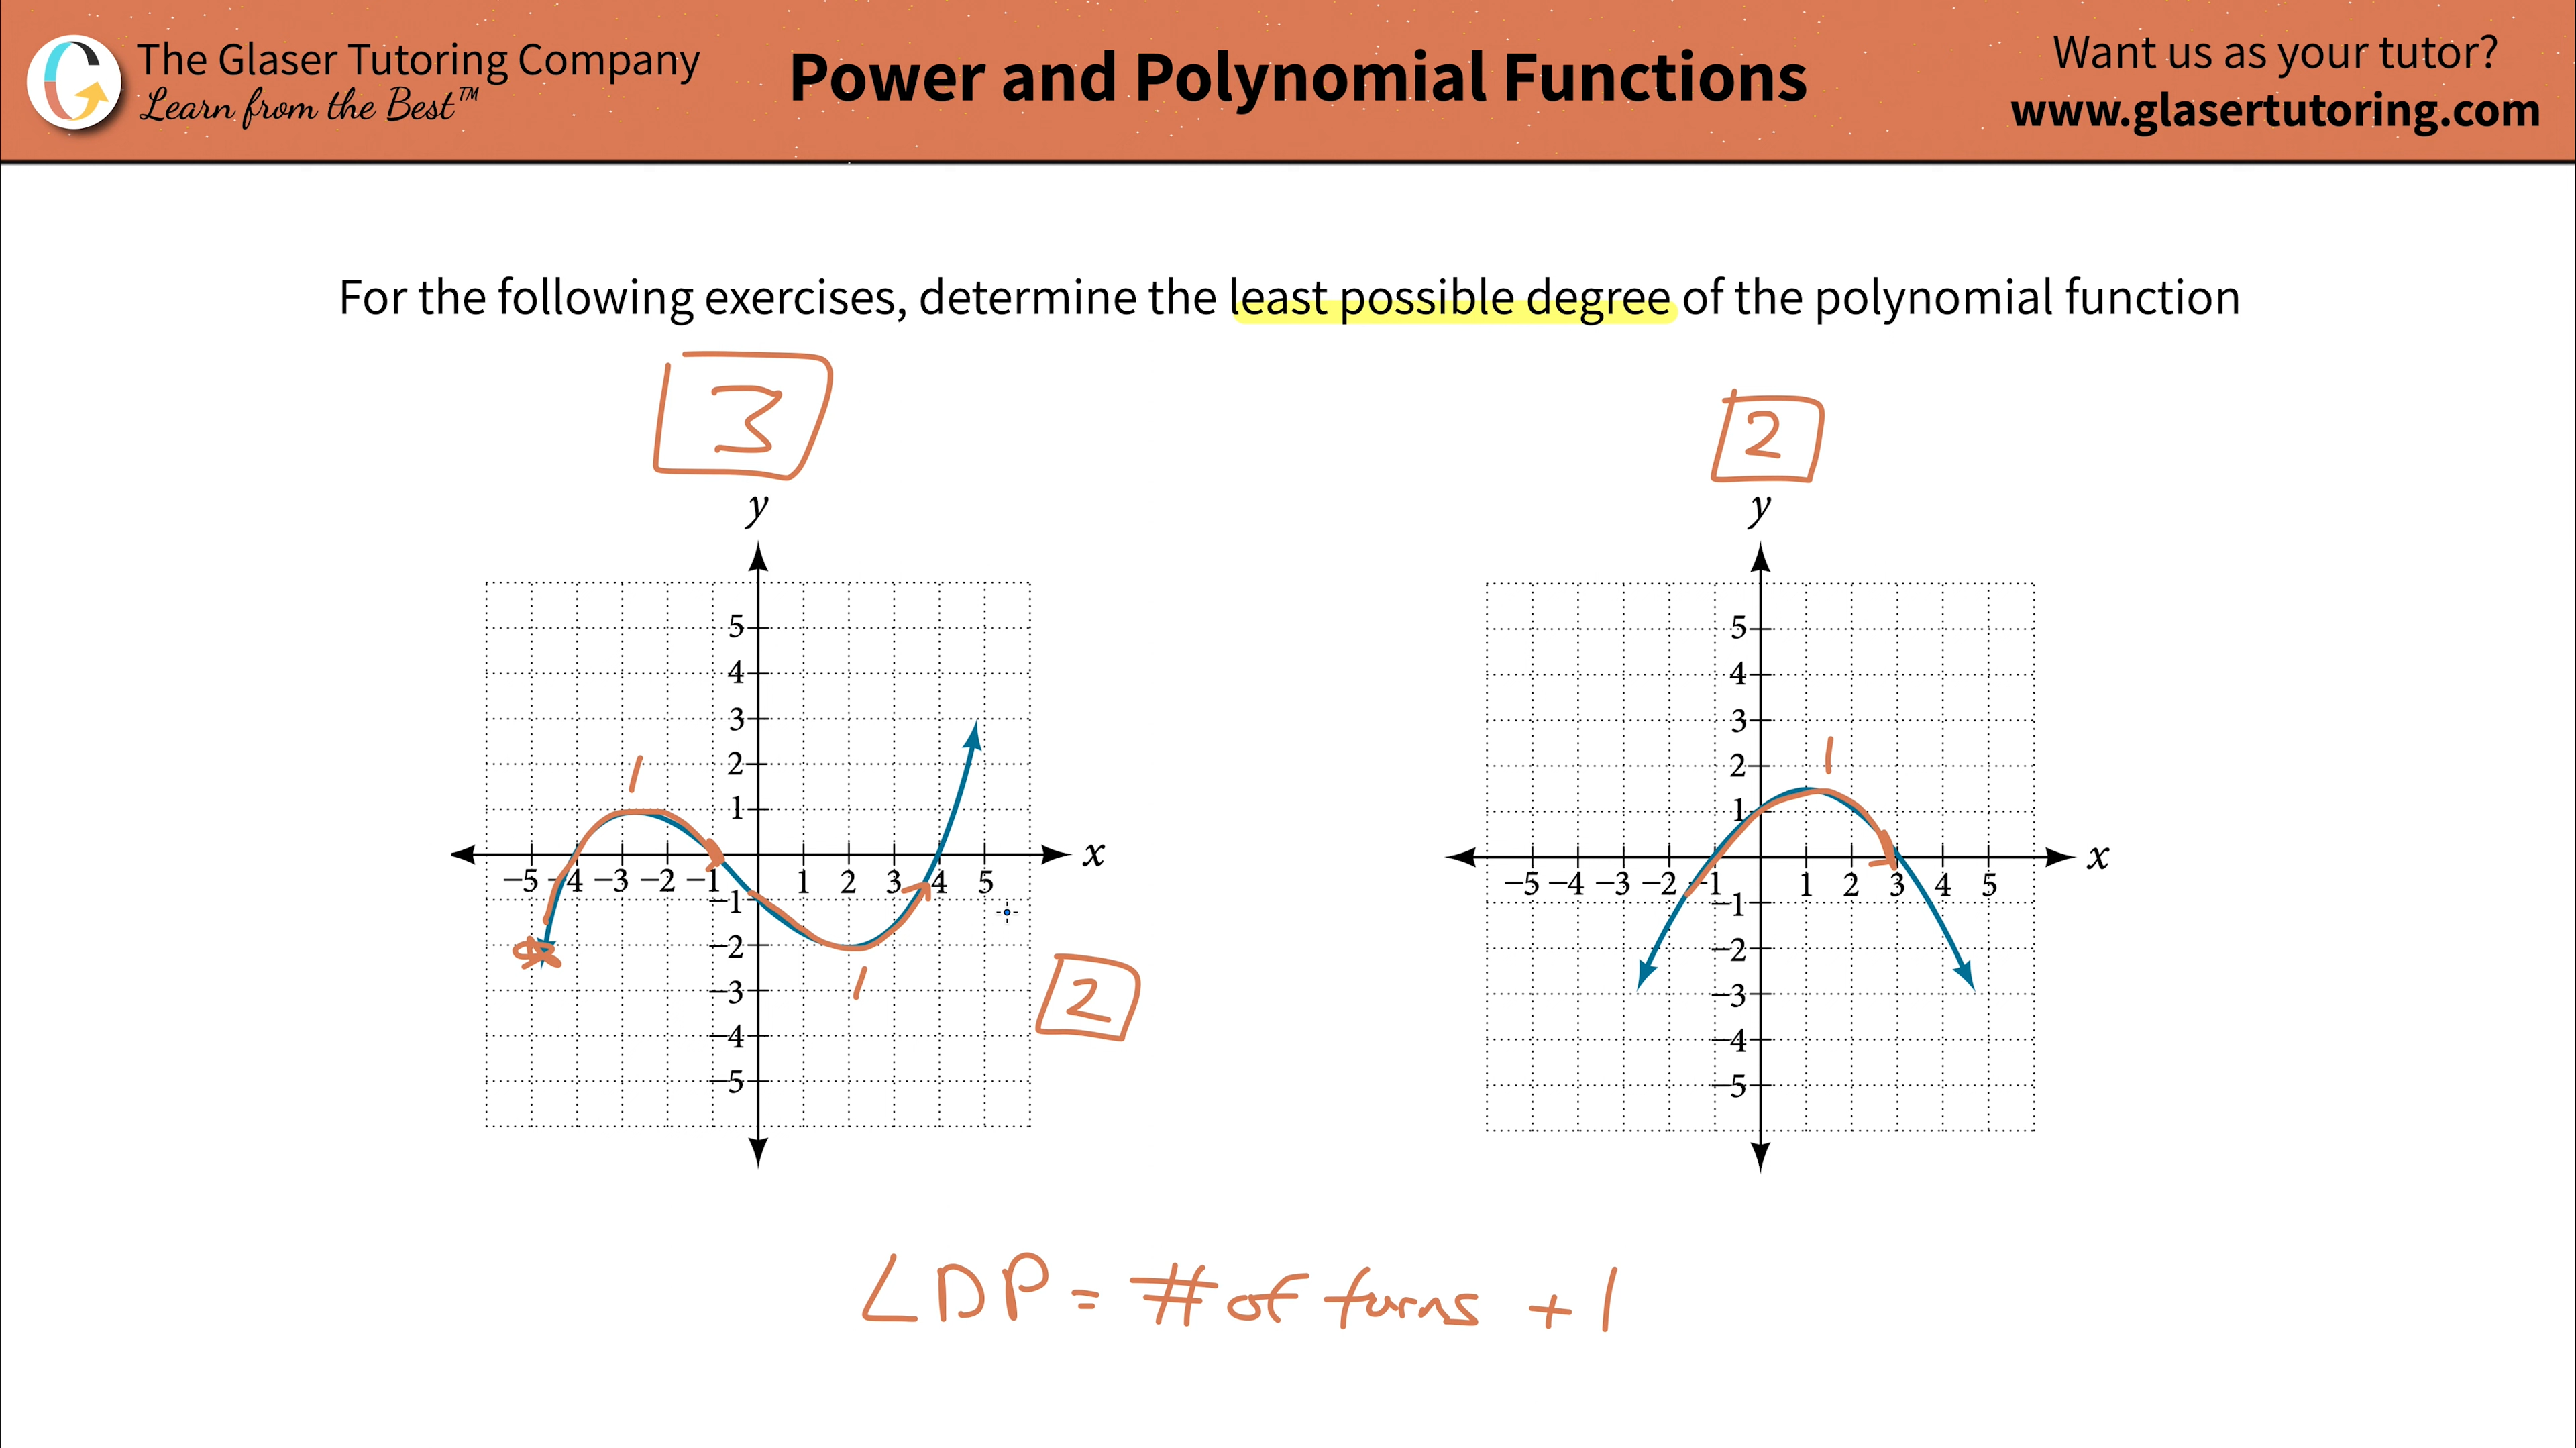 The Glaser Tutoring Company
Learn from the Best™
Power and Polynomial Functions
Want us as your tutor?
www.glasertutoring.com
For the following exercises, determine the least possible degree of the polynomial function
3
2
y
y
5
4
3
2
1
1
x
−5 −4 −3 −2 −1 1 2 3 4 5
−1
−2
−3
−4
−5
1
2
5
4
3
2
1
1
x
−5 −4 −3 −2 −1 1 2 3 4 5
−1
−2
−3
−4
−5
LDP = # of turns + 1